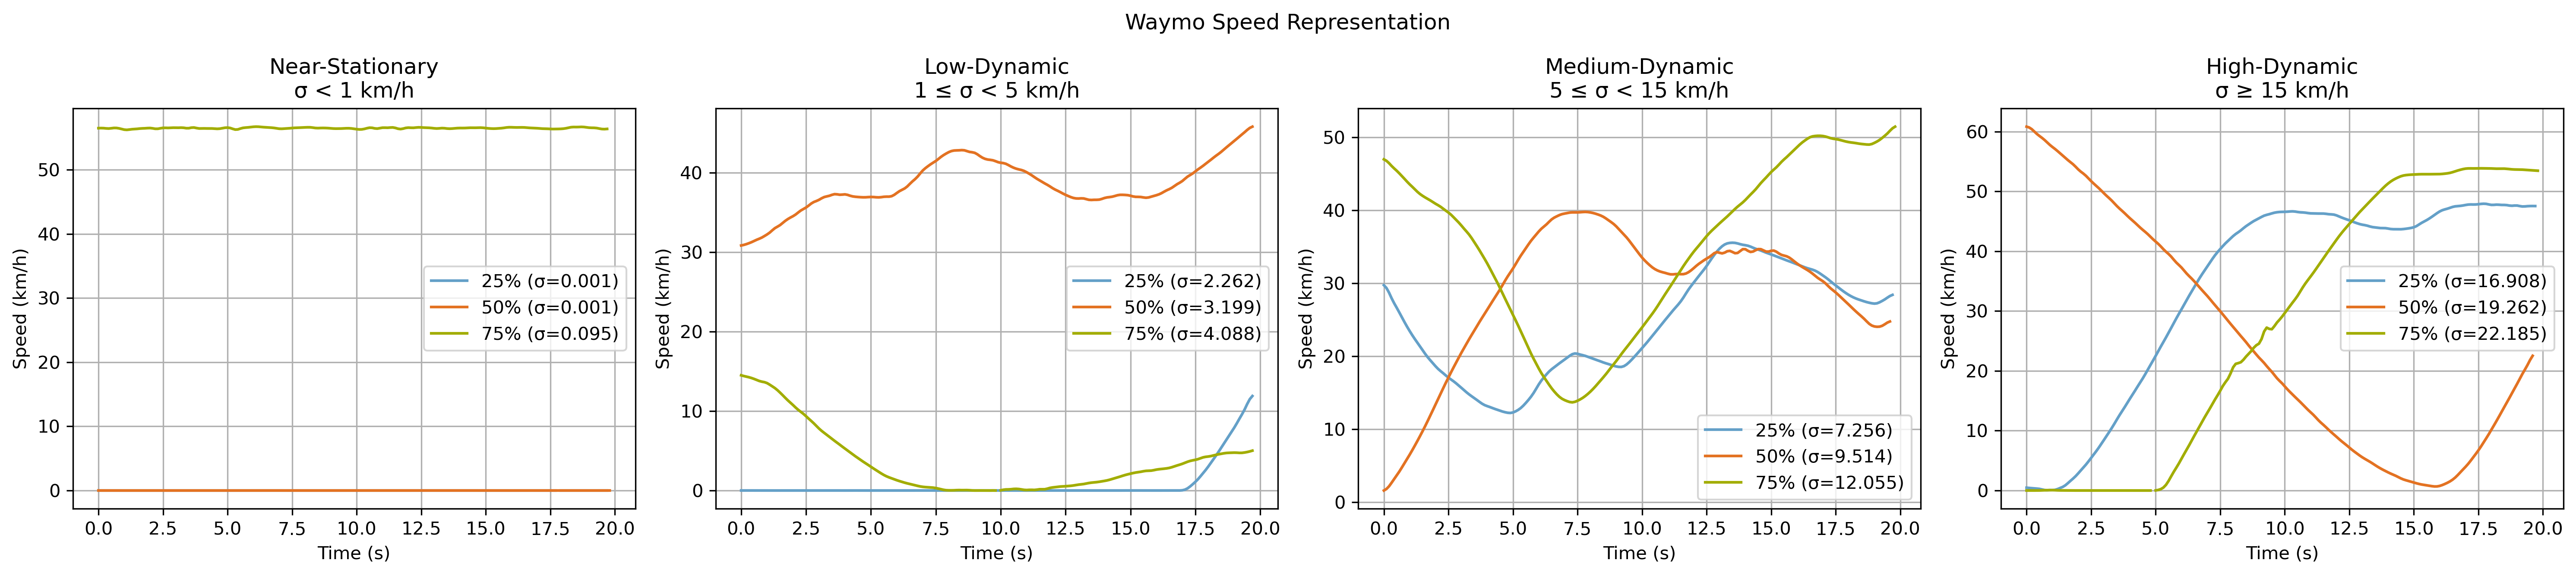 Waymo Speed Representation
Near-Stationary
σ < 1 km/h
Speed (km/h)
50
40
30
20
10
0
25% (σ=0.001)
50% (σ=0.001)
75% (σ=0.095)
0.0 2.5 5.0 7.5 10.0 12.5 15.0 17.5 20.0
Time (s)
Low-Dynamic
1 ≤ σ < 5 km/h
Speed (km/h)
40
30
20
10
0
25% (σ=2.262)
50% (σ=3.199)
75% (σ=4.088)
0.0 2.5 5.0 7.5 10.0 12.5 15.0 17.5 20.0
Time (s)
Medium-Dynamic
5 ≤ σ < 15 km/h
Speed (km/h)
50
40
30
20
10
0
25% (σ=7.256)
50% (σ=9.514)
75% (σ=12.055)
0.0 2.5 5.0 7.5 10.0 12.5 15.0 17.5 20.0
Time (s)
High-Dynamic
σ ≥ 15 km/h
Speed (km/h)
60
50
40
30
20
10
0
25% (σ=16.908)
50% (σ=19.262)
75% (σ=22.185)
0.0 2.5 5.0 7.5 10.0 12.5 15.0 17.5 20.0
Time (s)